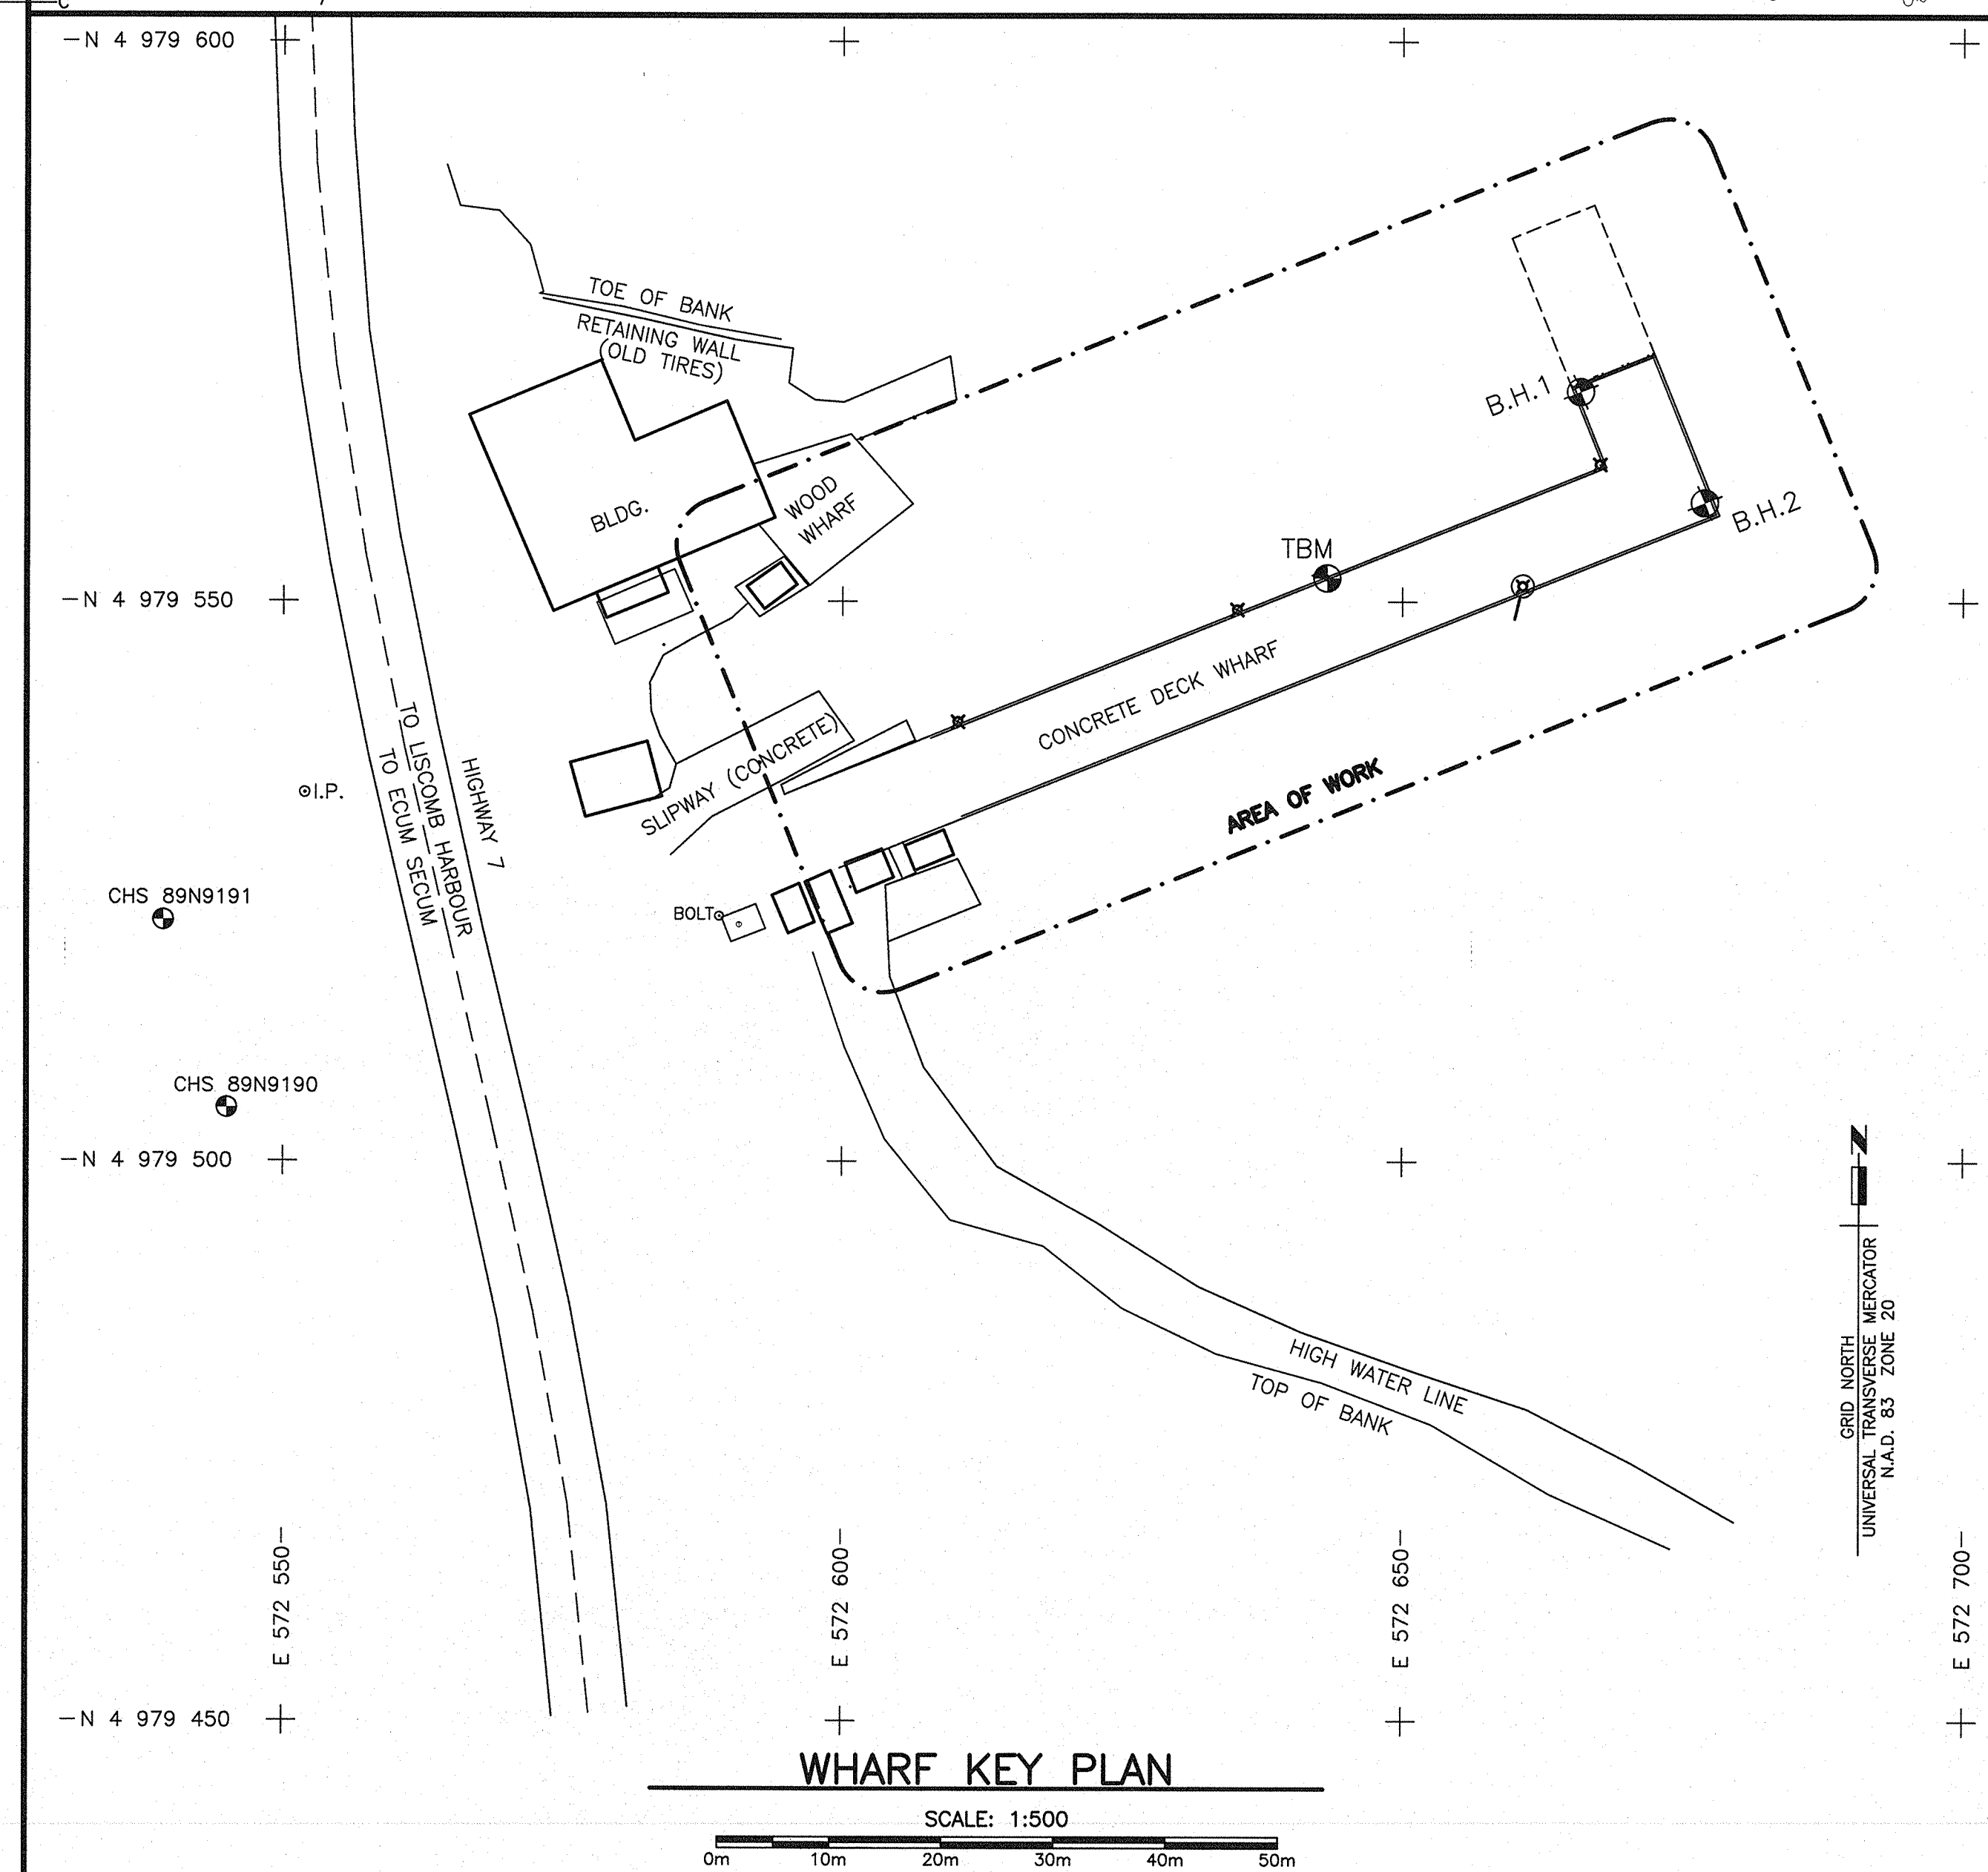 N 4 979 600
TOE OF BANK
RETAINING WALL
(OLD TIRES)
B.H.1
BLDG.
WOOD
WHARF
B.H.2
TBM
N 4 979 550
CONCRETE DECK WHARF
SLIPWAY (CONCRETE)
AREA OF WORK
I.P.
TO LISCOMB HARBOUR
TO ECUM SECUM
HIGHWAY 7
CHS 89N9191
BOLT
CHS 89N9190
N 4 979 500
N
GRID NORTH
UNIVERSAL TRANSVERSE MERCATOR
N.A.D. 83 ZONE 20
HIGH WATER LINE
TOP OF BANK
E 572 550
E 572 600
E 572 650
E 572 700
N 4 979 450
WHARF KEY PLAN
SCALE: 1:500
0m 10m 20m 30m 40m 50m